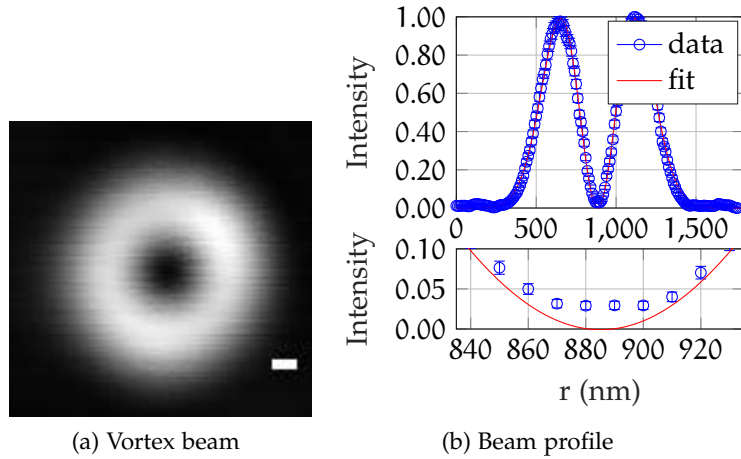 1.00
0.80
0.60
0.40
0.20
0.00
Intensity
data
fit
0 500 1,000 1,500
0.10
0.05
0.00
Intensity
840 860 880 900 920
r (nm)
(a) Vortex beam
(b) Beam profile